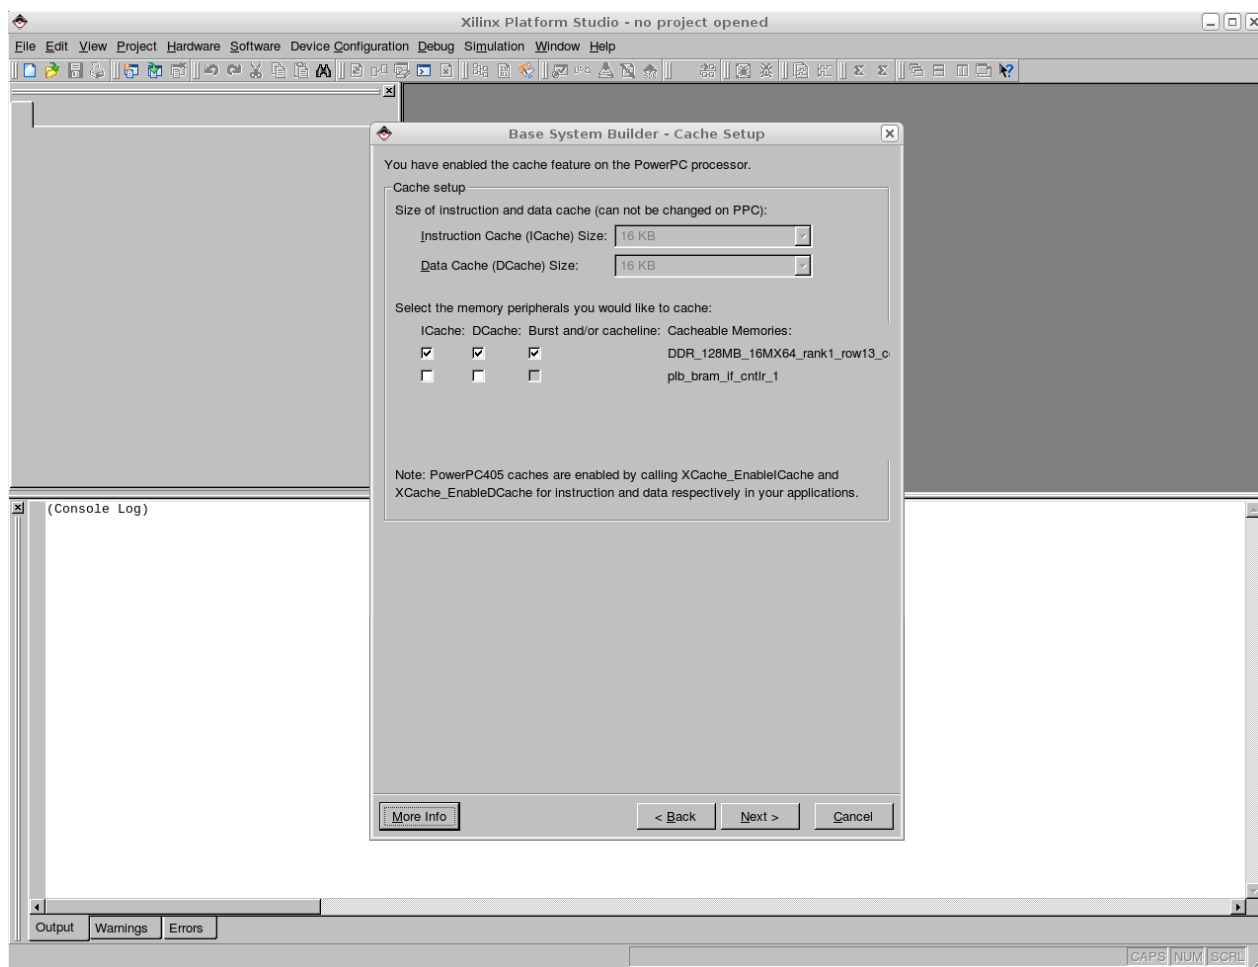 Xilinx Platform Studio - no project opened
File Edit View Project Hardware Software Device Configuration Debug Simulation Window Help
Base System Builder - Cache Setup
You have enabled the cache feature on the PowerPC processor.
Cache setup
Size of instruction and data cache (can not be changed on PPC):
Instruction Cache (ICache) Size: 16 KB
Data Cache (DCache) Size: 16 KB
Select the memory peripherals you would like to cache:
ICache: DCache: Burst and/or cacheline: Cacheable Memories:
DDR_128MB_16MX64_rank1_row13_c
plb_bram_if_cntlr_1
Note: PowerPC405 caches are enabled by calling XCache_EnableICache and
XCache_EnableDCache for instruction and data respectively in your applications.
(Console Log)
More Info < Back Next > Cancel
Output Warnings Errors
CAPS NUM SCRL